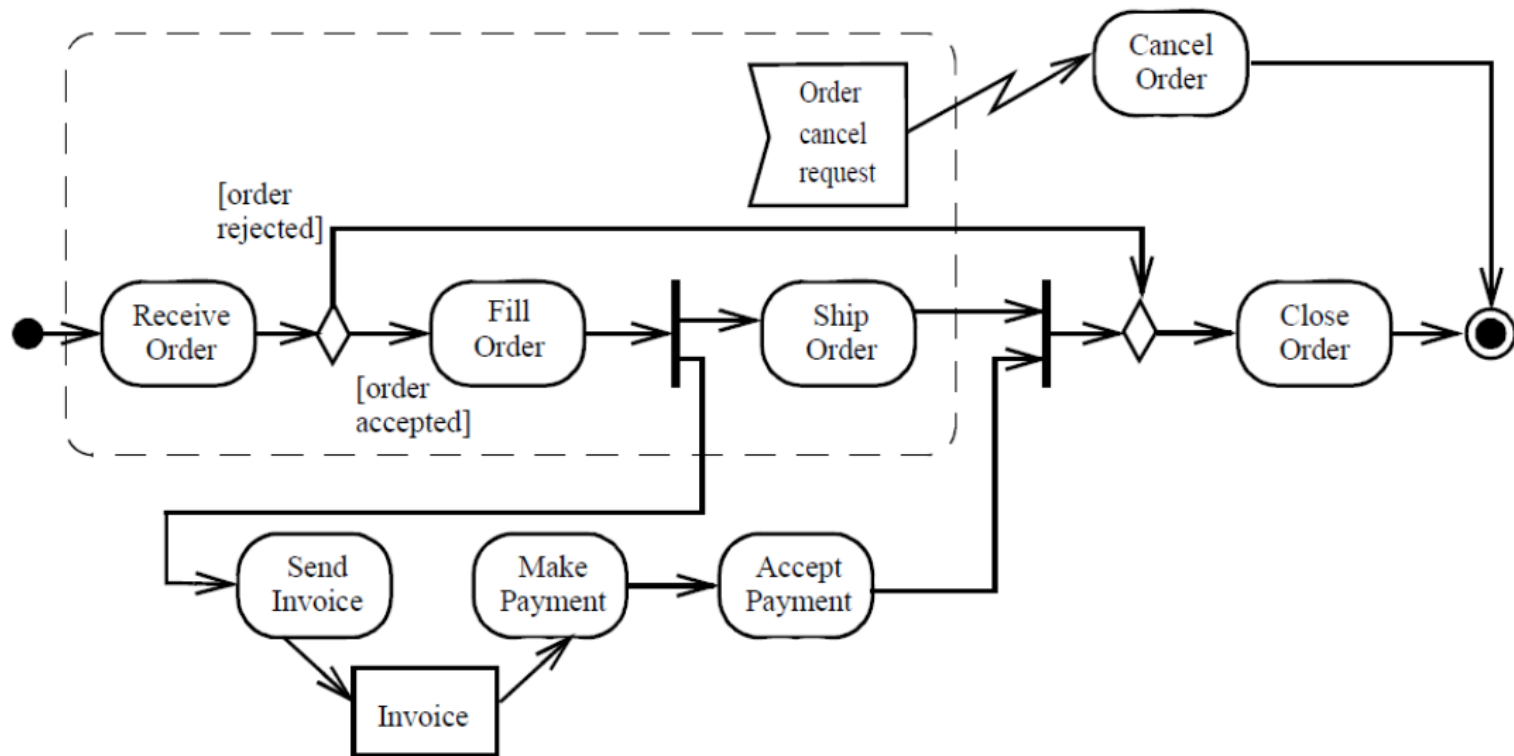 Cancel
Order
Order
cancel
request
[order
rejected]
Receive
Order
Fill
Order
[order
accepted]
Ship
Order
Close
Order
Send
Invoice
Make
Payment
Accept
Payment
Invoice